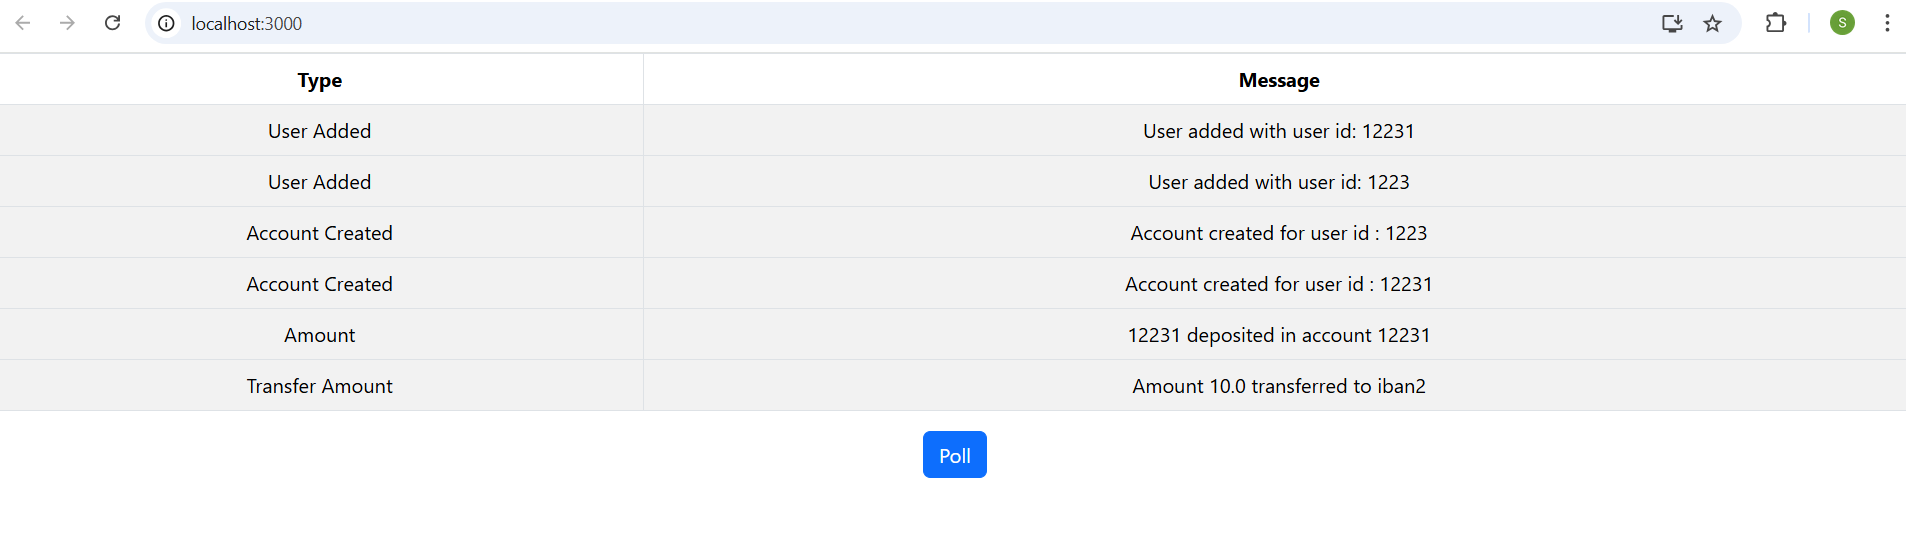 localhost:3000
S
Type Message
User Added User added with user id: 12231
User Added User added with user id: 1223
Account Created Account created for user id : 1223
Account Created Account created for user id : 12231
Amount 12231 deposited in account 12231
Transfer Amount Amount 10.0 transferred to iban2
Poll